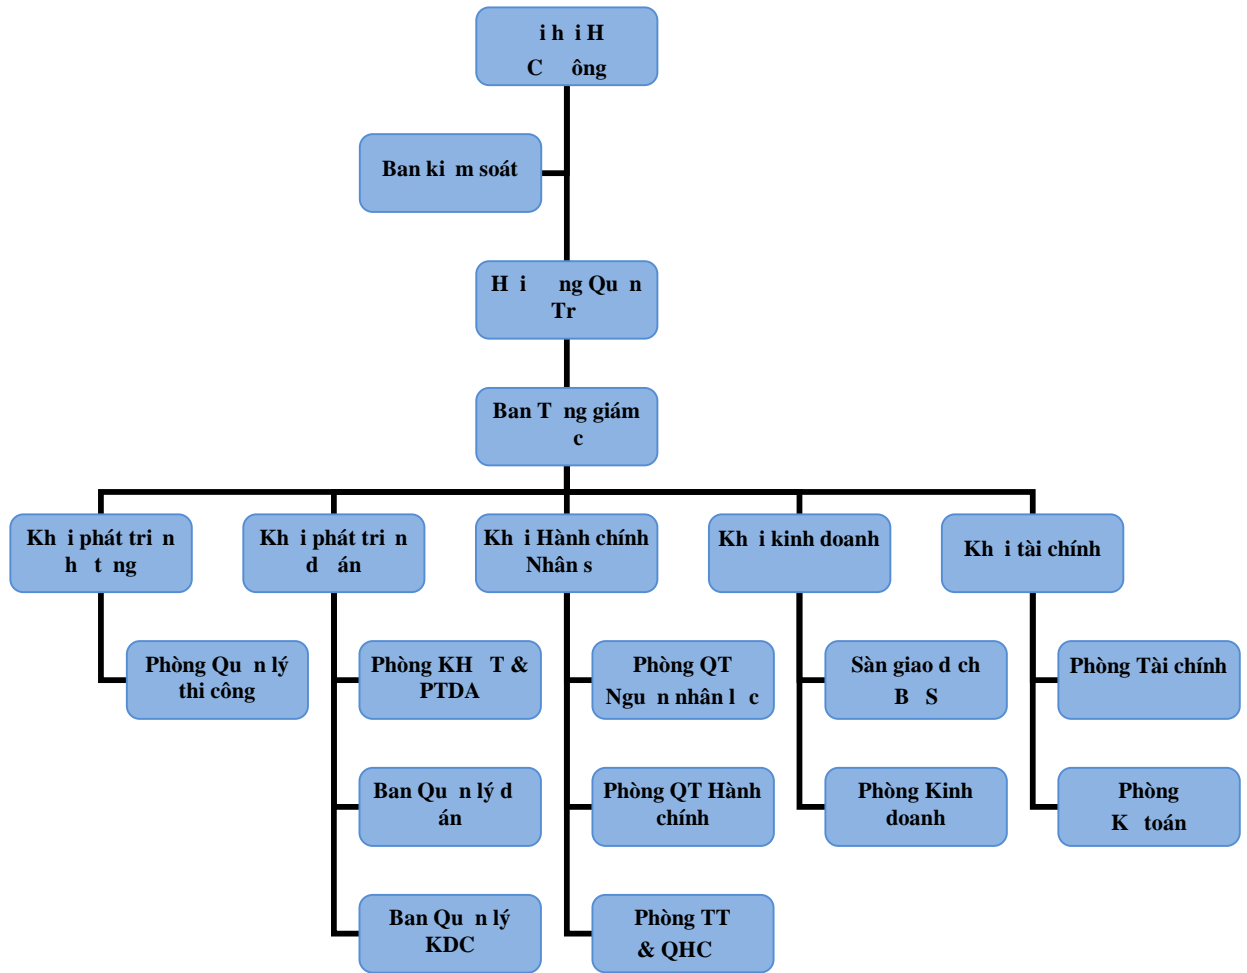 i h i H
C ông
Ban ki m soát
H i ng Qu n
Tr
Ban T ng giám
c
Kh i phát tri n
h t ng
Kh i phát tri n
d án
Kh i Hành chính
Nhân s
Kh i kinh doanh
Kh i tài chính
Phòng Qu n lý
thi công
Phòng KH T &
PTDA
Phòng QT
Ngu n nhân l c
Sàn giao d ch
B S
Phòng Tài chính
Ban Qu n lý d
án
Phòng QT Hành
chính
Phòng Kinh
doanh
Phòng
K toán
Ban Qu n lý
KDC
Phòng TT
& QHC